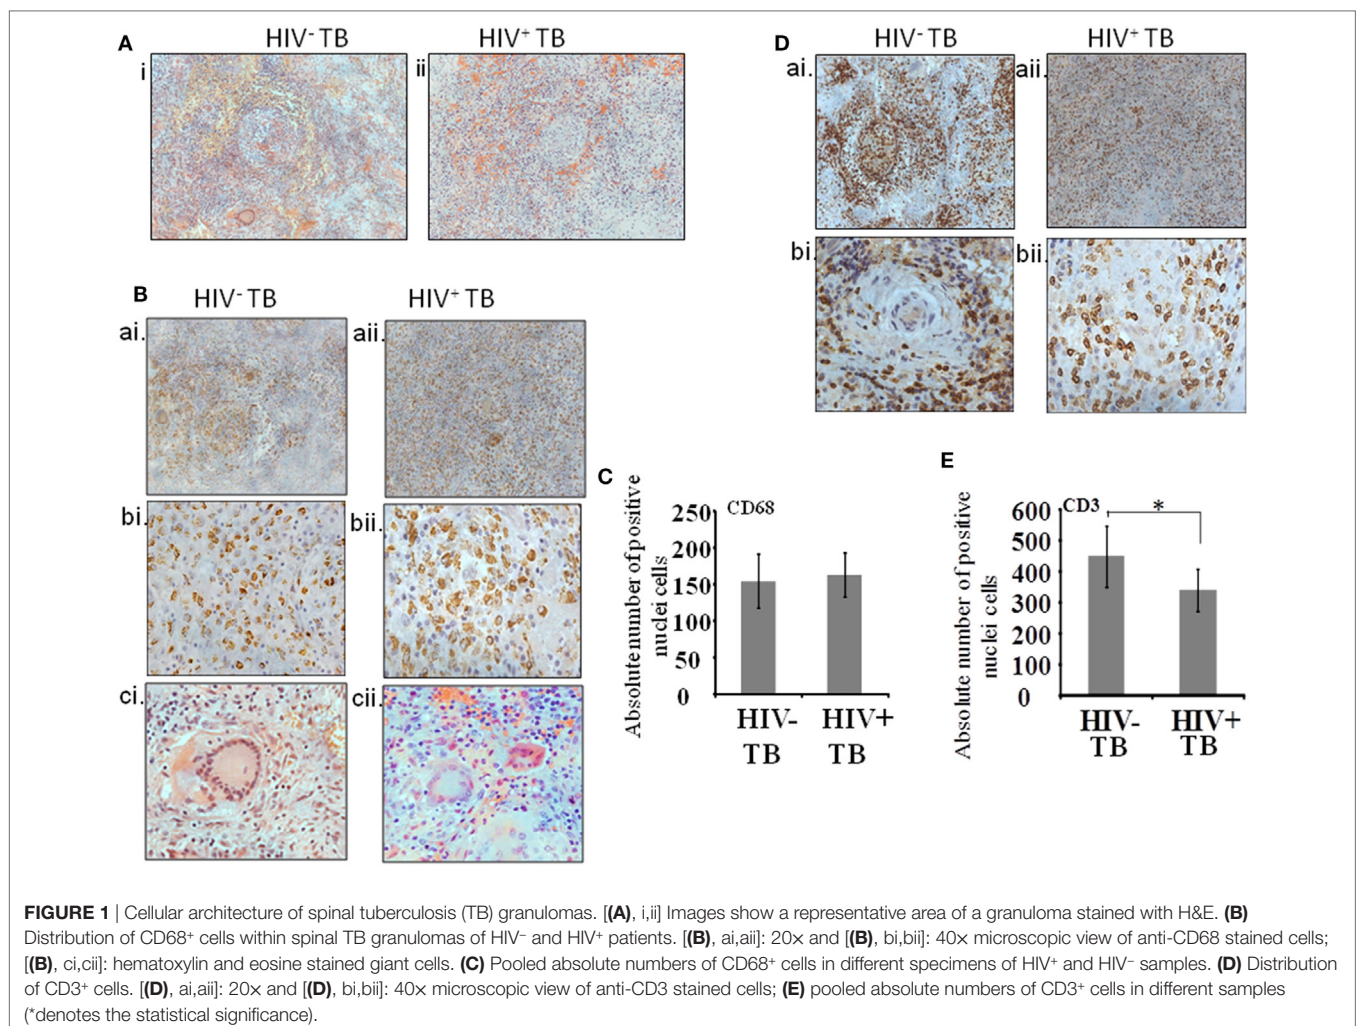 A
HIV- TB
HIV+ TB
i
ii
B
HIV- TB
HIV+ TB
ai.
aii.
bi.
bii.
ci.
cii.
C
Absolute number of positive
nuclei cells
CD68
250
200
150
100
50
0
HIV-
TB
HIV+
TB
D
HIV- TB
HIV+ TB
ai.
aii.
bi.
bii.
E
Absolute number of positive
nuclei cells
CD3
*
600
500
400
300
200
100
0
HIV-
TB
HIV+
TB
FIGURE 1 | Cellular architecture of spinal tuberculosis (TB) granulomas. [(A), i,ii] Images show a representative area of a granuloma stained with H&E. (B)
Distribution of CD68+ cells within spinal TB granulomas of HIV− and HIV+ patients. [(B), ai,aii]: 20× and [(B), bi,bii]: 40× microscopic view of anti-CD68 stained cells;
[(B), ci,cii]: hematoxylin and eosine stained giant cells. (C) Pooled absolute numbers of CD68+ cells in different specimens of HIV+ and HIV− samples. (D) Distribution
of CD3+ cells. [(D), ai,aii]: 20× and [(D), bi,bii]: 40× microscopic view of anti-CD3 stained cells; (E) pooled absolute numbers of CD3+ cells in different samples
(*denotes the statistical significance).